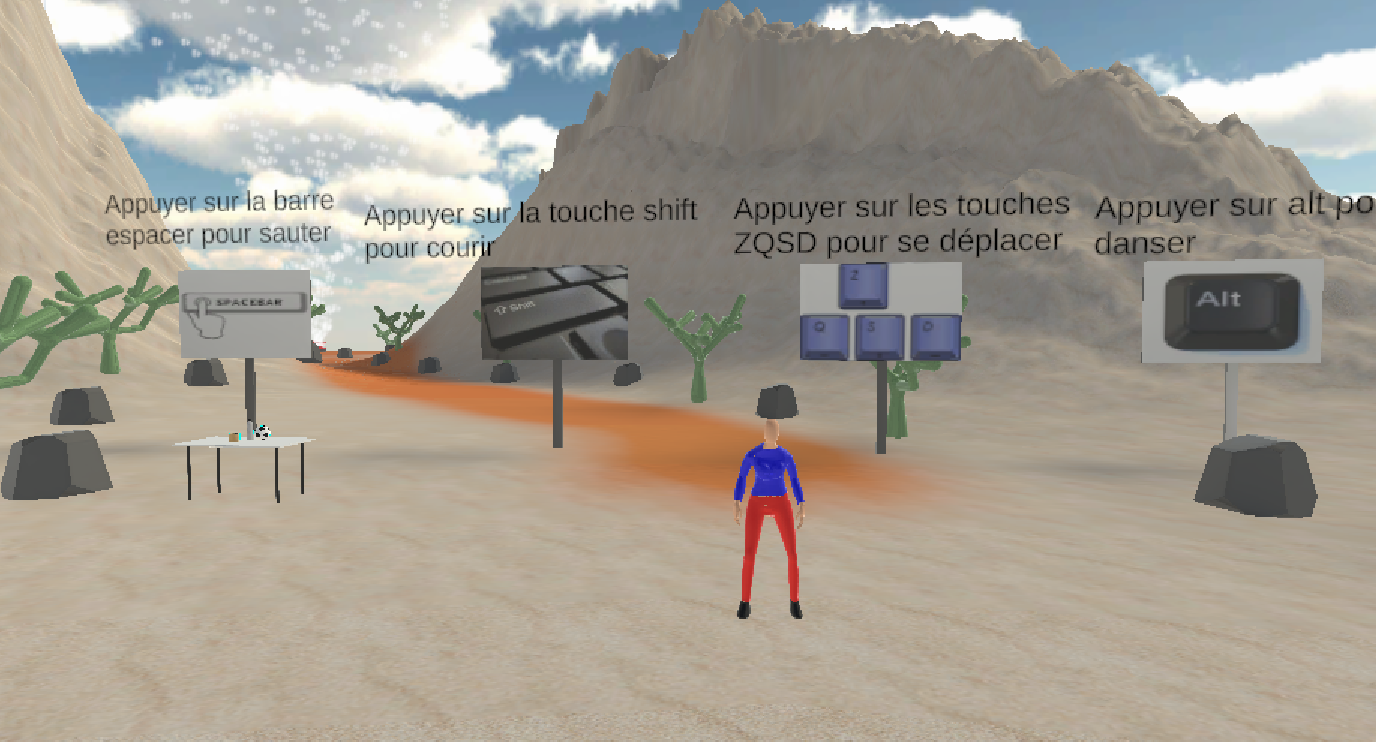 Appuyer sur la barre
espacer pour sauter
SPACEBAR
Appuyer sur la touche shift
pour courir
Shift
Appuyer sur les touches
ZQSD pour se déplacer
Z
Q S D
Appuyer sur alt po
danser
Alt